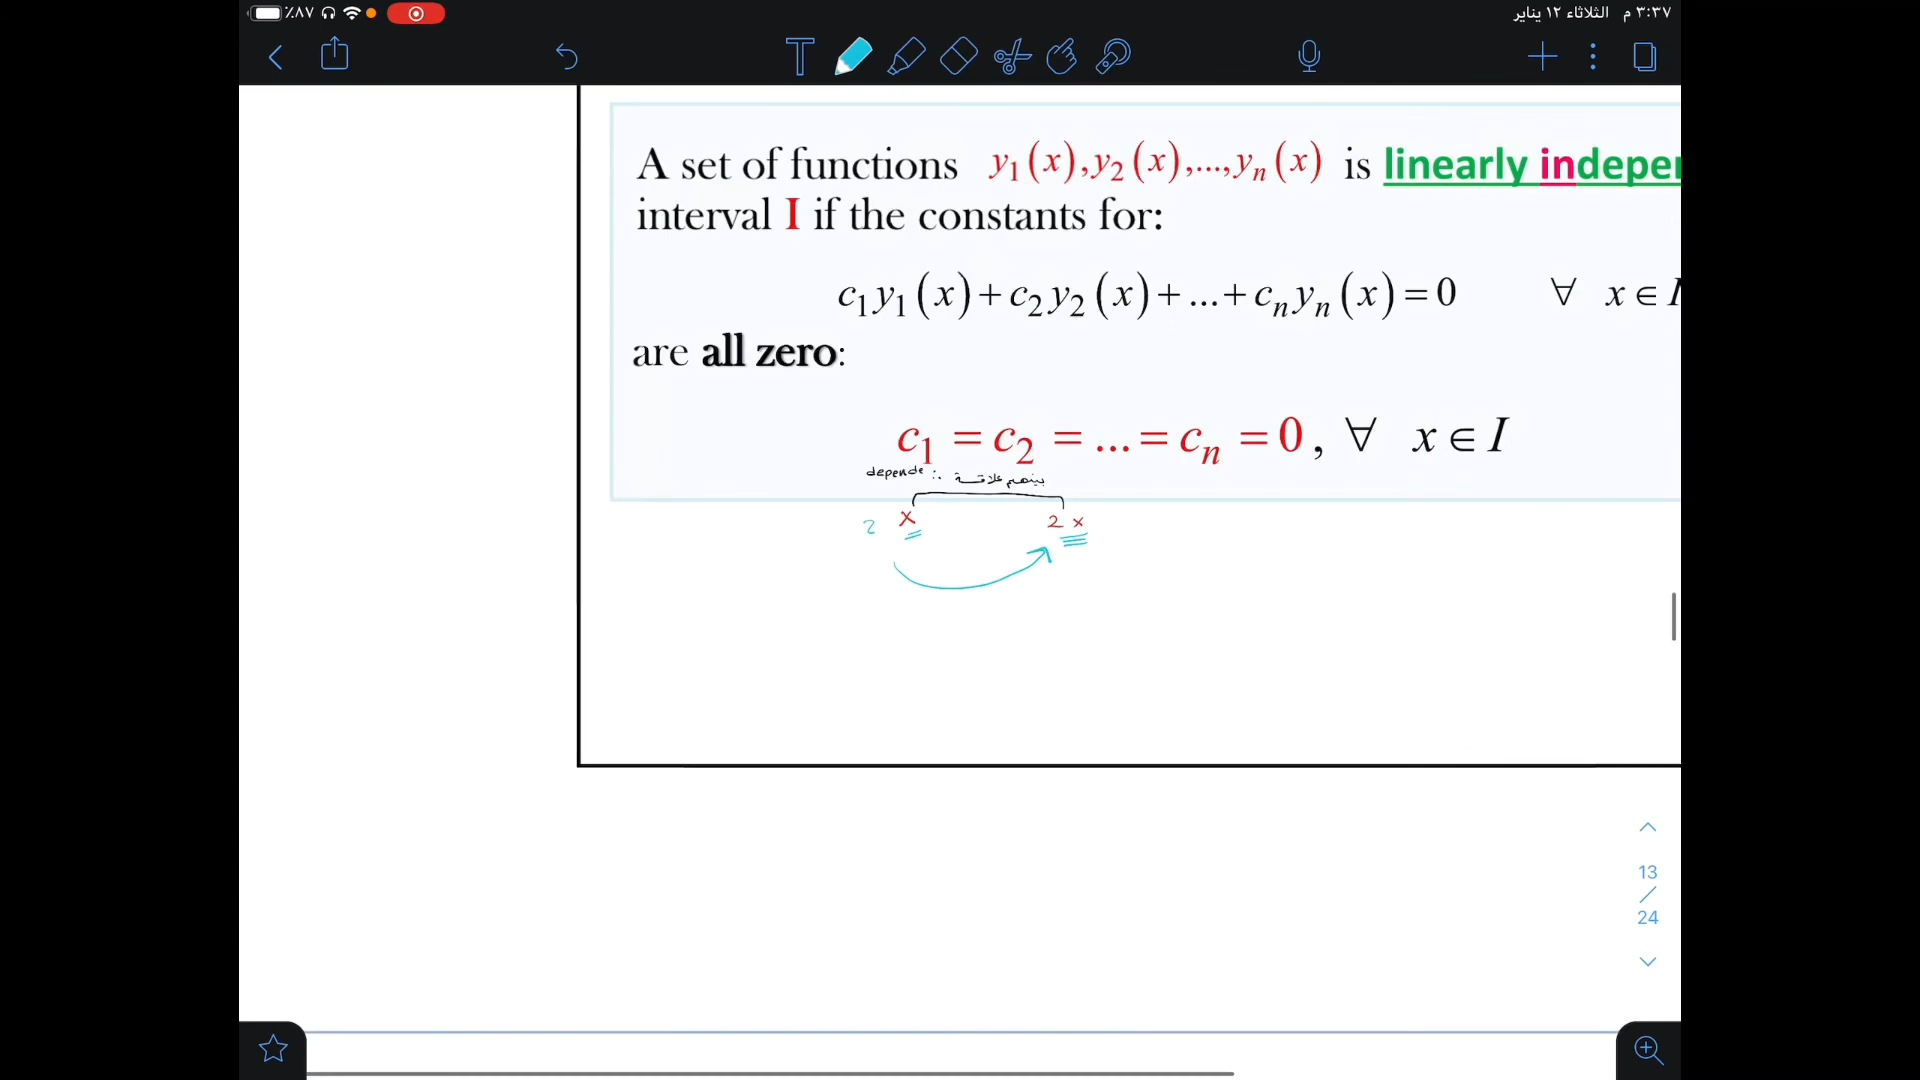 ٪٨٧ الثلاثاء ١٢ يناير ٣:٣٧ م
A set of functions y₁(x),y₂(x),...,yₙ(x) is linearly indepe
interval I if the constants for:
c₁y₁(x)+c₂y₂(x)+...+cₙyₙ(x)=0 ∀ x∈I
are all zero:
c₁ = c₂ = ... = cₙ = 0 , ∀ x∈I
depende ∴ بينهم علاقة
2 x 2 x
13
/
24